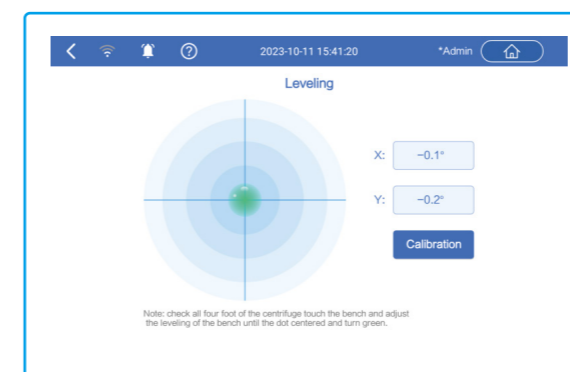 2023-10-11 15:41:20
*Admin
Leveling
X: −0.1°
Y: −0.2°
Calibration
Note: check all four foot of the centrifuge touch the bench and adjust
the leveling of the bench until the dot centered and turn green.